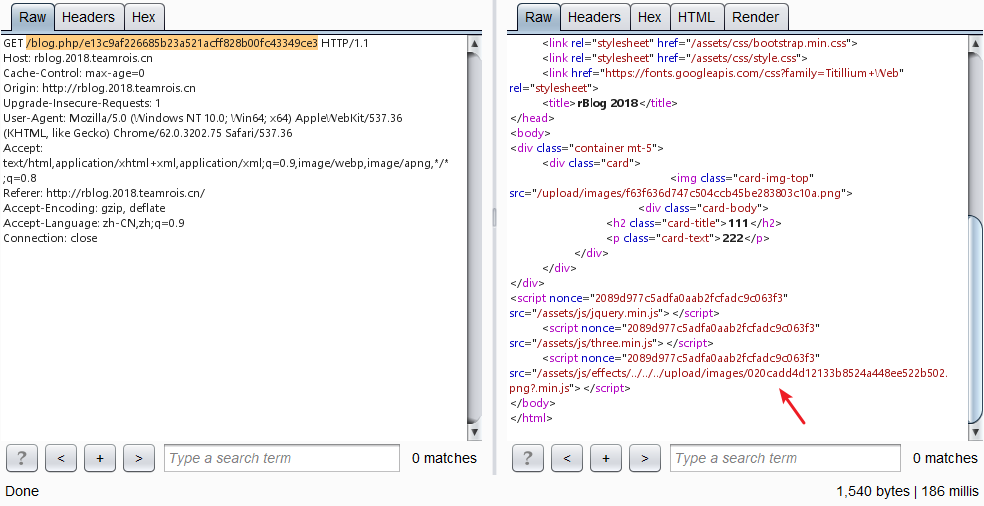 Raw Headers Hex
GET /blog.php/e13c9af226685b23a521acff828b00fc43349ce3 HTTP/1.1
Host: rblog.2018.teamrois.cn
Cache-Control: max-age=0
Origin: http://rblog.2018.teamrois.cn
Upgrade-Insecure-Requests: 1
User-Agent: Mozilla/5.0 (Windows NT 10.0; Win64; x64) AppleWebKit/537.36
(KHTML, like Gecko) Chrome/62.0.3202.75 Safari/537.36
Accept:
text/html,application/xhtml+xml,application/xml;q=0.9,image/webp,image/apng,*/*
;q=0.8
Referer: http://rblog.2018.teamrois.cn/
Accept-Encoding: gzip, deflate
Accept-Language: zh-CN,zh;q=0.9
Connection: close
? < + > Type a search term 0 matches
Done
Raw Headers Hex HTML Render
<link rel="stylesheet" href="/assets/css/bootstrap.min.css">
<link rel="stylesheet" href="/assets/css/style.css">
<link href="https://fonts.googleapis.com/css?family=Titillium+Web"
rel="stylesheet">
<title>rBlog 2018</title>
</head>
<body>
<div class="container mt-5">
<div class="card">
<img class="card-img-top"
src="/upload/images/f63f636d747c504ccb45be283803c10a.png">
<div class="card-body">
<h2 class="card-title">111</h2>
<p class="card-text">222</p>
</div>
</div>
</div>
<script nonce="2089d977c5adfa0aab2fcfadc9c063f3"
src="/assets/js/jquery.min.js"></script>
<script nonce="2089d977c5adfa0aab2fcfadc9c063f3"
src="/assets/js/three.min.js"></script>
<script nonce="2089d977c5adfa0aab2fcfadc9c063f3"
src="/assets/js/effects/../../../upload/images/020cadd4d12133b8524a448ee522b502.
png?.min.js"></script>
</body>
</html>
? < + > Type a search term 0 matches
1,540 bytes | 186 millis